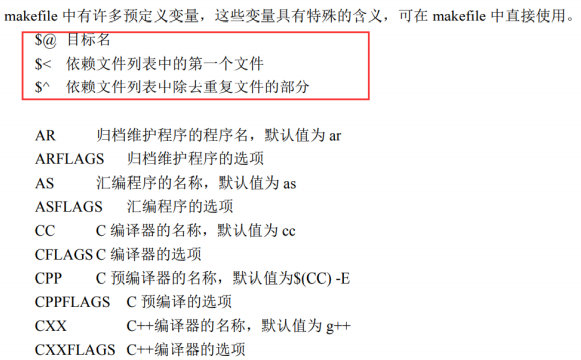 makefile 中有许多预定义变量，这些变量具有特殊的含义，可在 makefile 中直接使用。
$@ 目标名
$< 依赖文件列表中的第一个文件
$^ 依赖文件列表中除去重复文件的部分
AR 归档维护程序的程序名，默认值为 ar
ARFLAGS 归档维护程序的选项
AS 汇编程序的名称，默认值为 as
ASFLAGS 汇编程序的选项
CC C 编译器的名称，默认值为 cc
CFLAGS C 编译器的选项
CPP C 预编译器的名称，默认值为$(CC) -E
CPPFLAGS C 预编译的选项
CXX C++编译器的名称，默认值为 g++
CXXFLAGS C++编译器的选项